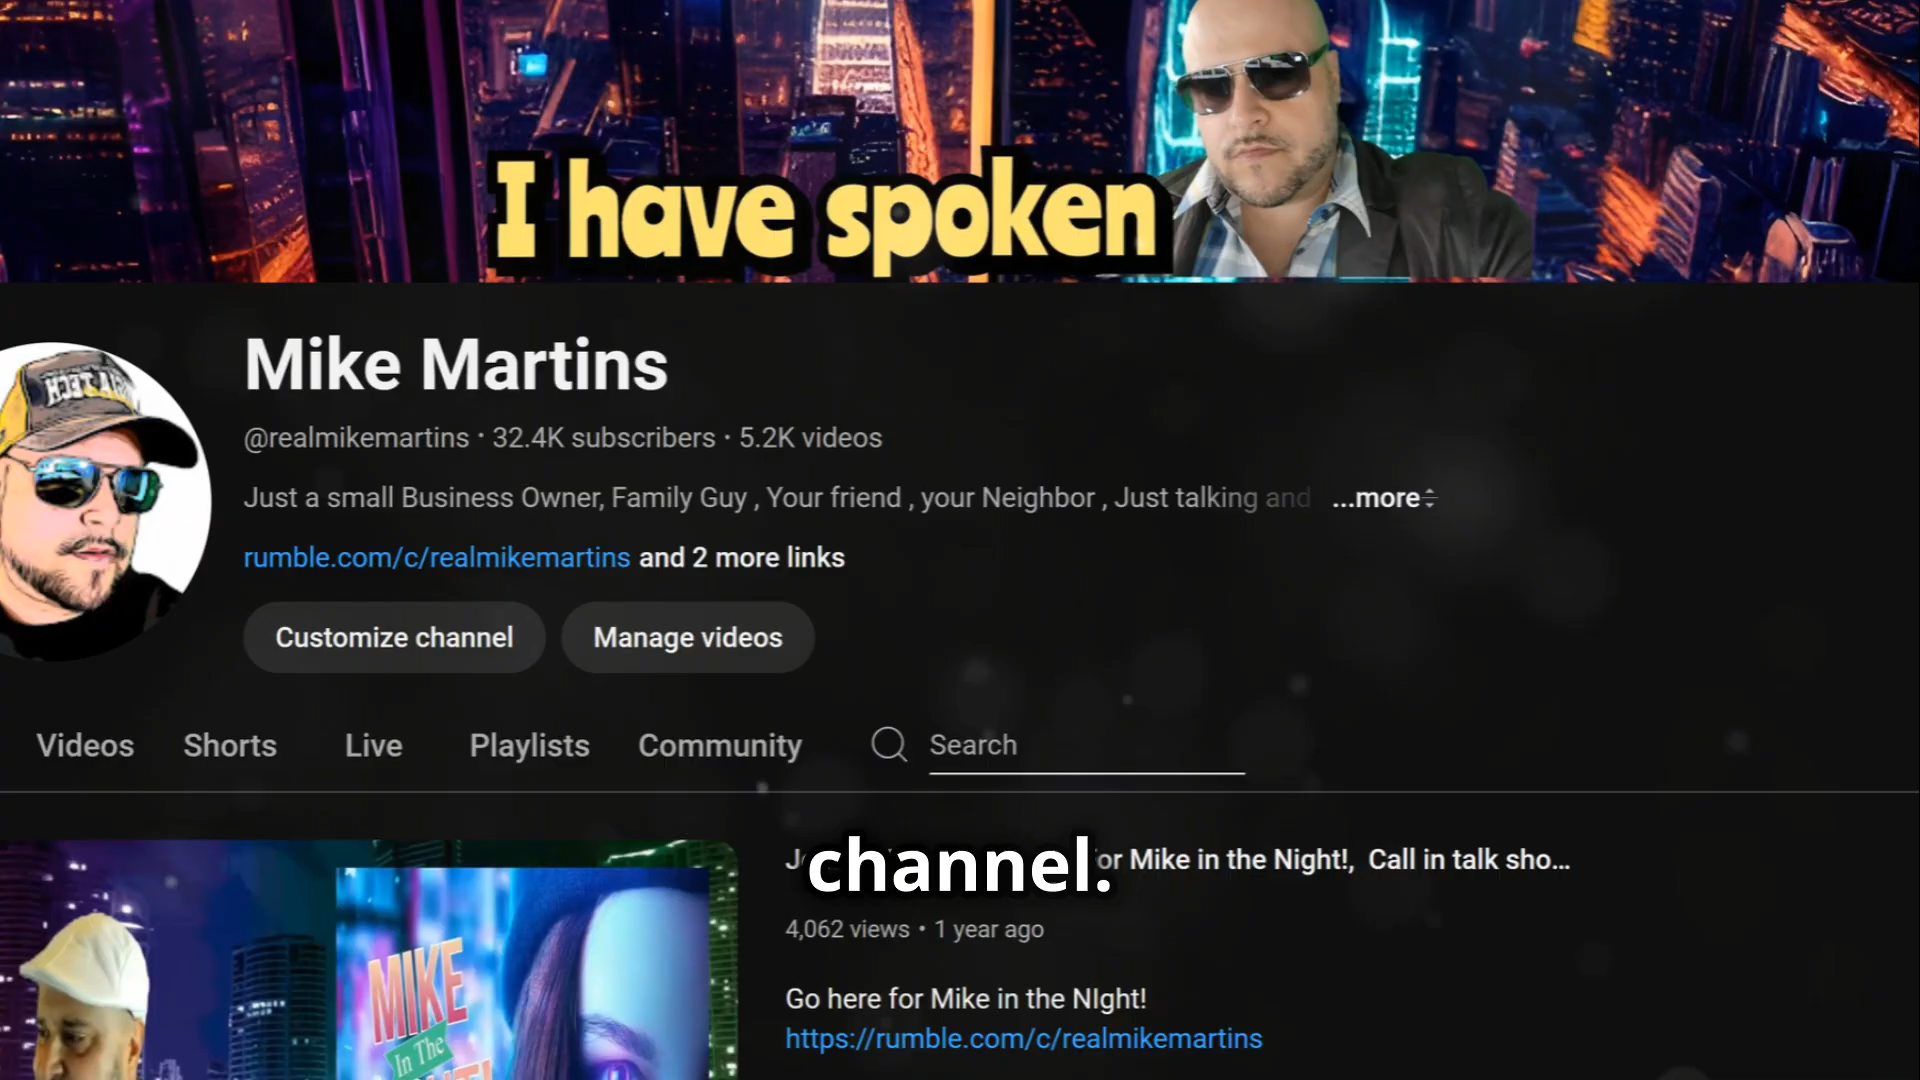 I have spoken
Mike Martins
@realmikemartins · 32.4K subscribers · 5.2K videos
Just a small Business Owner, Family Guy , Your friend , your Neighbor , Just talking and ...more
rumble.com/c/realmikemartins and 2 more links
Customize channel Manage videos
Videos Shorts Live Playlists Community Search
channel.
Mike in the Night!, Call in talk sho...
4,062 views · 1 year ago
Go here for Mike in the NIght!
https://rumble.com/c/realmikemartins
MIKE
In The